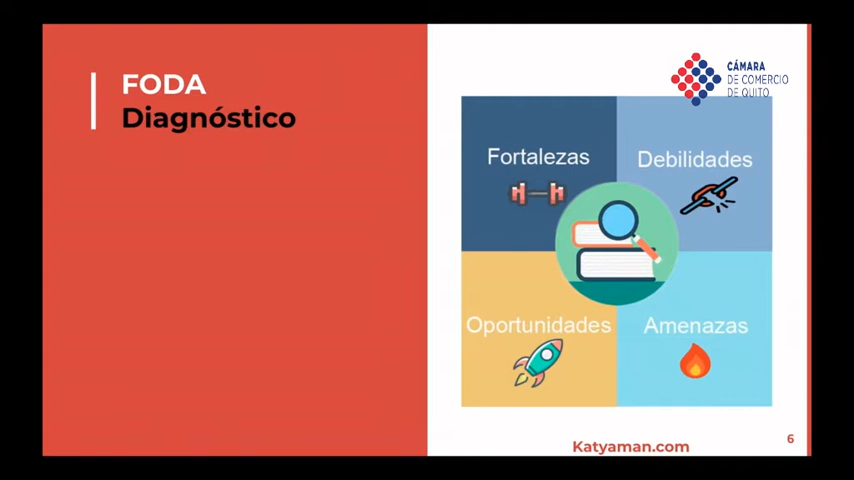 FODA
Diagnóstico
CÁMARA
DE COMERCIO
DE QUITO
Fortalezas
Debilidades
Oportunidades
Amenazas
Katyaman.com
6